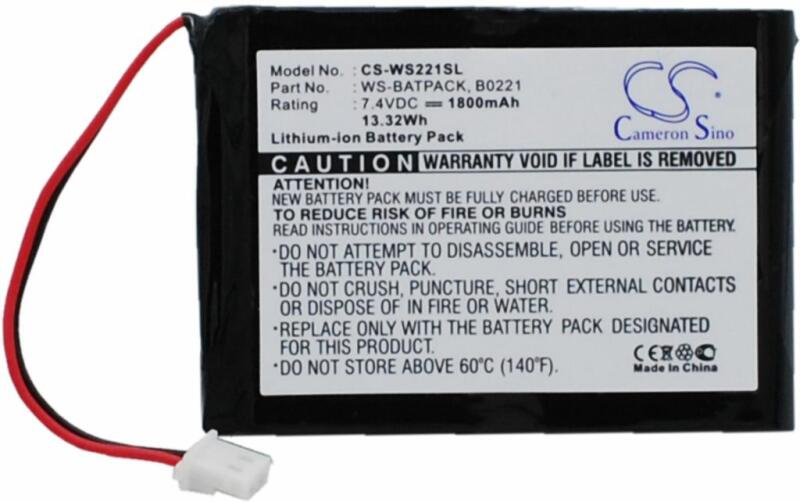 Model No.: CS-WS221SL
Part No.: WS-BATPACK, B0221
Rating : 7.4VDC ⎓ 1800mAh
13.32Wh
Lithium-ion Battery Pack
CS
Cameron Sino
CAUTION WARRANTY VOID IF LABEL IS REMOVED
ATTENTION!
NEW BATTERY PACK MUST BE FULLY CHARGED BEFORE USE.
TO REDUCE RISK OF FIRE OR BURNS
READ INSTRUCTIONS IN OPERATING GUIDE BEFORE USING THE BATTERY.
·DO NOT ATTEMPT TO DISASSEMBLE, OPEN OR SERVICE
THE BATTERY PACK.
·DO NOT CRUSH, PUNCTURE, SHORT EXTERNAL CONTACTS
OR DISPOSE OF IN FIRE OR WATER.
·REPLACE ONLY WITH THE BATTERY PACK DESIGNATED
FOR THIS PRODUCT.
·DO NOT STORE ABOVE 60°C (140°F).
CE
Made in China